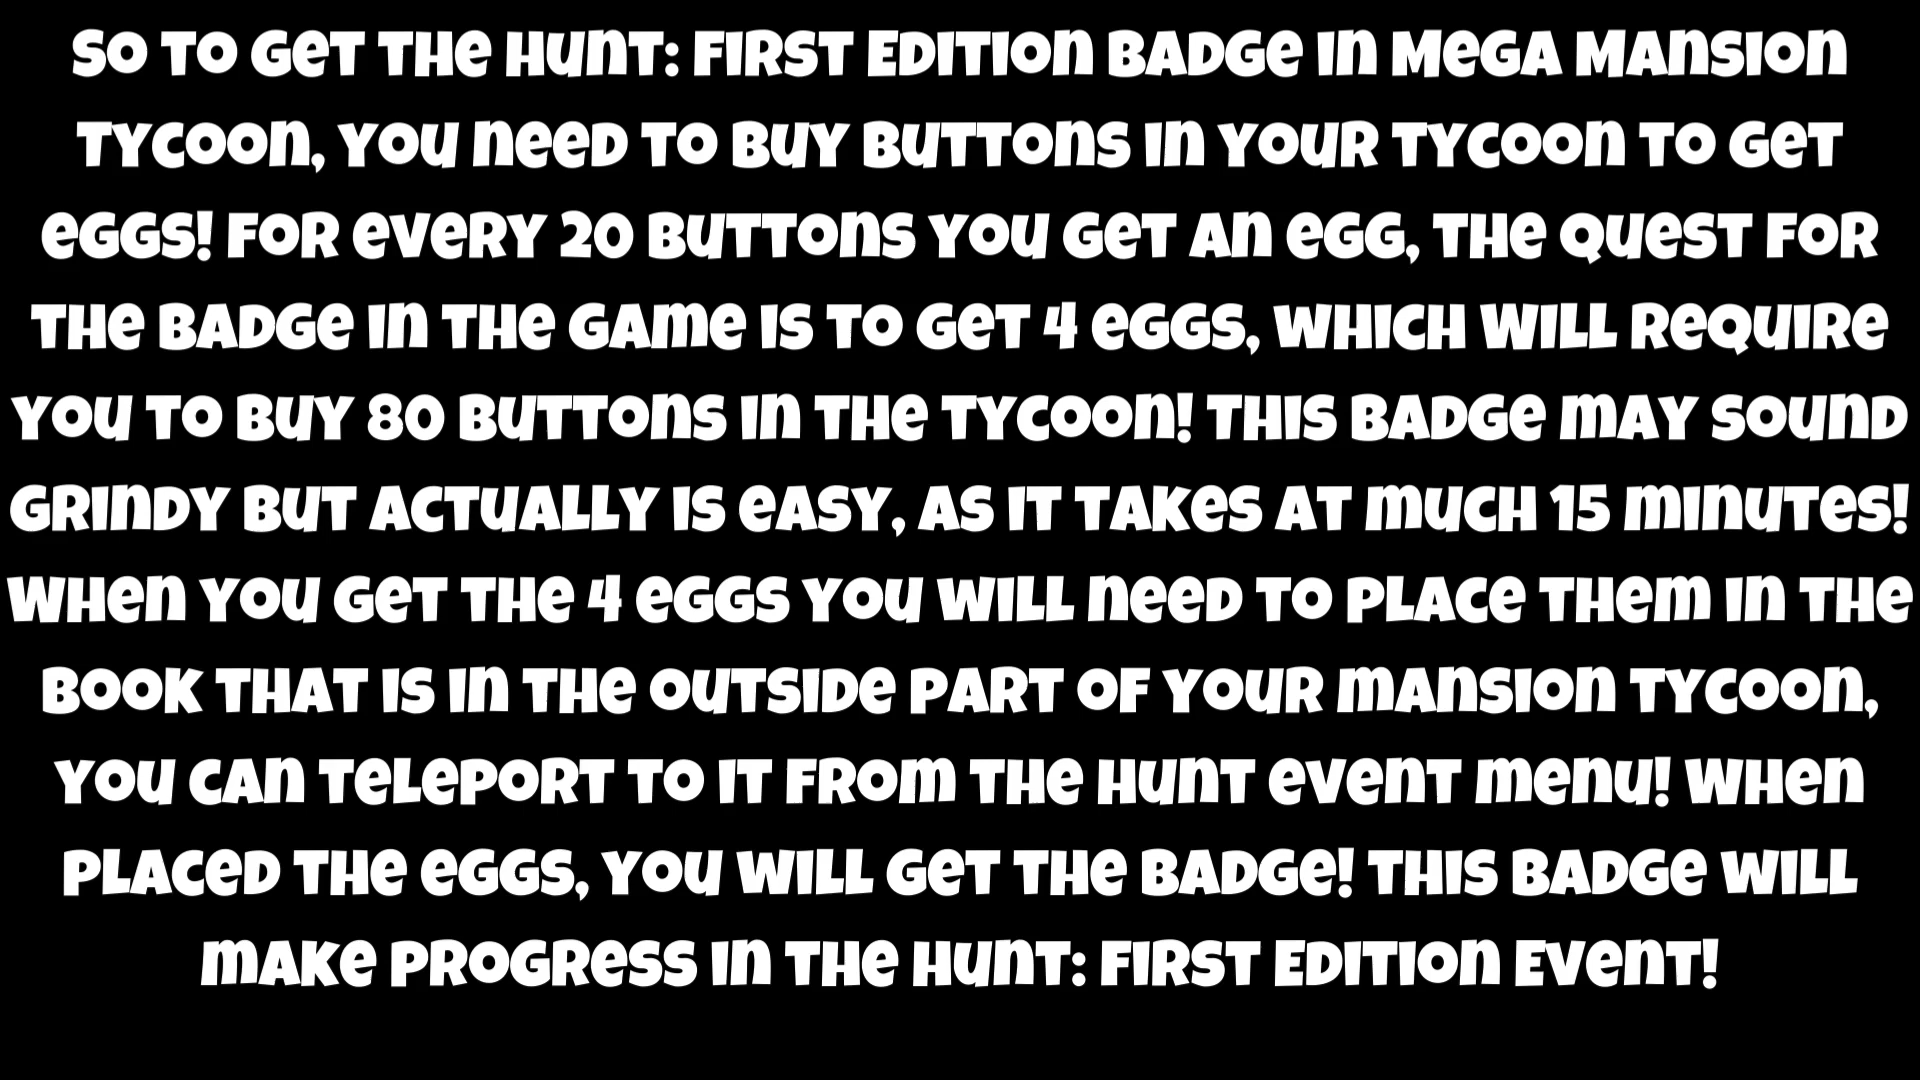 So to get the Hunt: First Edition Badge in Mega Mansion
Tycoon, you need to buy buttons in your tycoon to get
eggs! For every 20 buttons you get an egg, the quest for
the badge in the game is to get 4 eggs, which will require
you to buy 80 buttons in the tycoon! This badge may sound
grindy but actually is easy, as it takes at much 15 minutes!
When you get the 4 eggs you will need to place them in the
book that is in the outside part of your mansion tycoon,
you can teleport to it from the Hunt event menu! When
placed the eggs, you will get the badge! This badge will
make progress in the Hunt: First Edition Event!